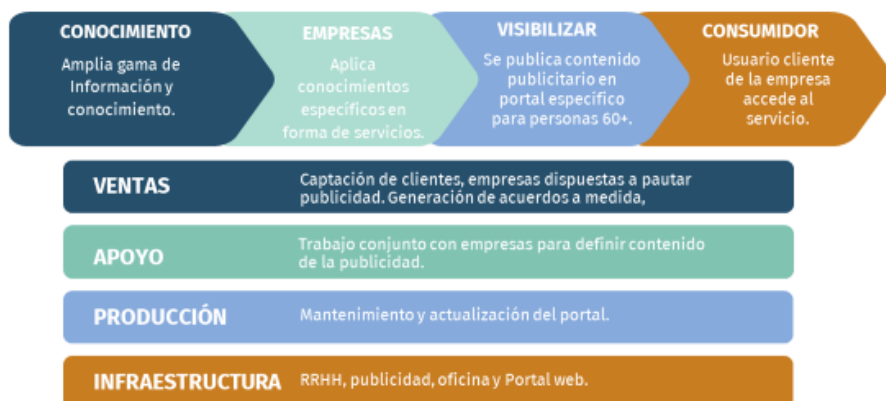 CONOCIMIENTO
Amplia gama de
Información y
conocimiento.
EMPRESAS
Aplica
conocimientos
específicos en
forma de servicios.
VISIBILIZAR
Se publica contenido
publicitario en
portal específico
para personas 60+.
CONSUMIDOR
Usuario cliente
de la empresa
accede al
servicio.
VENTAS
Captación de clientes, empresas dispuestas a pautar
publicidad. Generación de acuerdos a medida,
APOYO
Trabajo conjunto con empresas para definir contenido
de la publicidad.
PRODUCCIÓN
Mantenimiento y actualización del portal.
INFRAESTRUCTURA
RRHH, publicidad, oficina y Portal web.